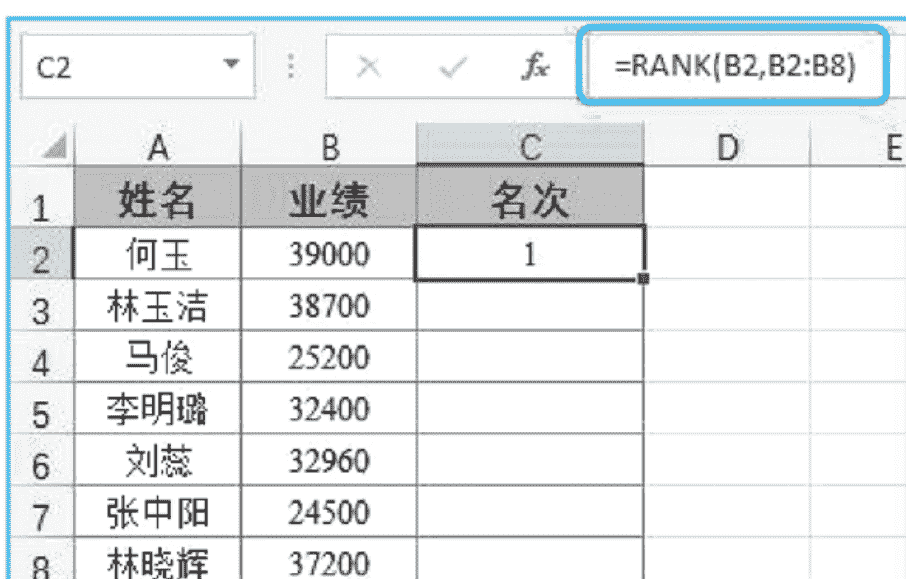 C2 fx =RANK(B2,B2:B8)
A B C D E
1 姓名 业绩 名次
2 何玉 39000 1
3 林玉洁 38700
4 马俊 25200
5 李明璐 32400
6 刘蕊 32960
7 张中阳 24500
8 林晓辉 37200